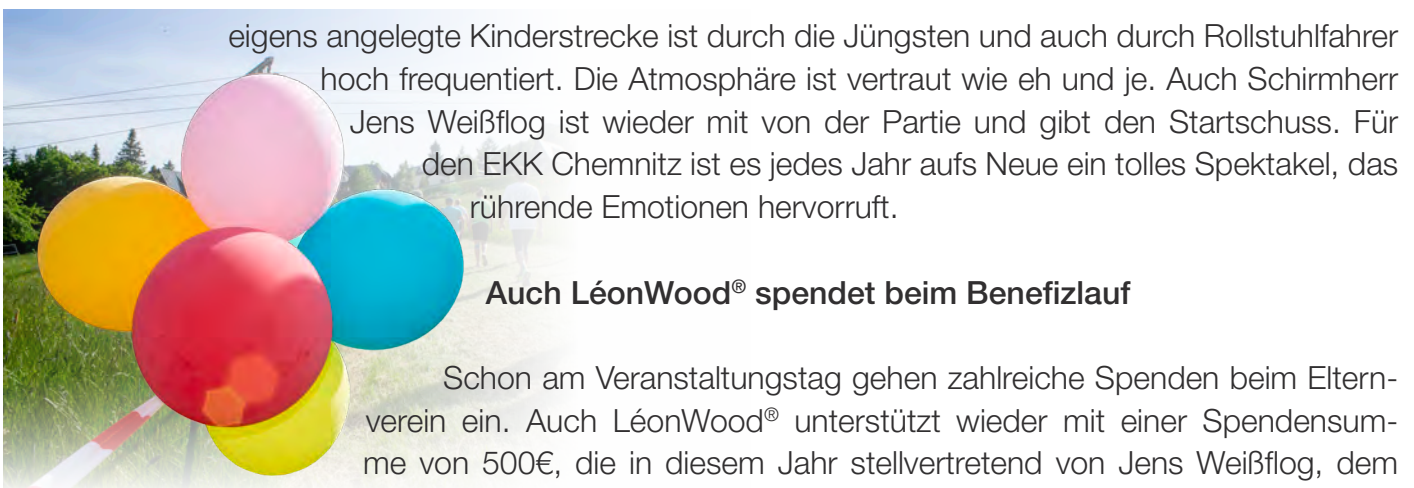 eigens angelegte Kinderstrecke ist durch die Jüngsten und auch durch Rollstuhlfahrer
hoch frequentiert. Die Atmosphäre ist vertraut wie eh und je. Auch Schirmherr
Jens Weißflog ist wieder mit von der Partie und gibt den Startschuss. Für
den EKK Chemnitz ist es jedes Jahr aufs Neue ein tolles Spektakel, das
rührende Emotionen hervorruft.
Auch LéonWood® spendet beim Benefizlauf
Schon am Veranstaltungstag gehen zahlreiche Spenden beim Eltern-
verein ein. Auch LéonWood® unterstützt wieder mit einer Spendensum-
me von 500€, die in diesem Jahr stellvertretend von Jens Weißflog, dem